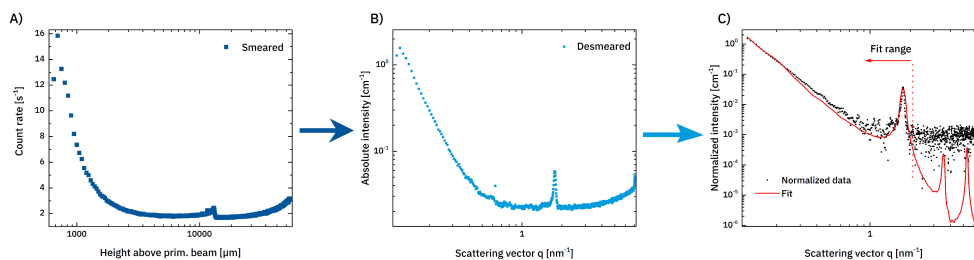 A)
Smeared
Count rate [s⁻¹]
16
14
12
10
8
6
4
2
1000
10000
Height above prim. beam [µm]
B)
Desmeared
Absolute intensity [cm⁻¹]
10⁰
10⁻¹
1
Scattering vector q [nm⁻¹]
C)
Fit range
Normalized intensity [cm⁻¹]
10⁰
10⁻¹
10⁻²
10⁻³
10⁻⁴
10⁻⁵
10⁻⁶
Normalized data
Fit
1
Scattering vector q [nm⁻¹]